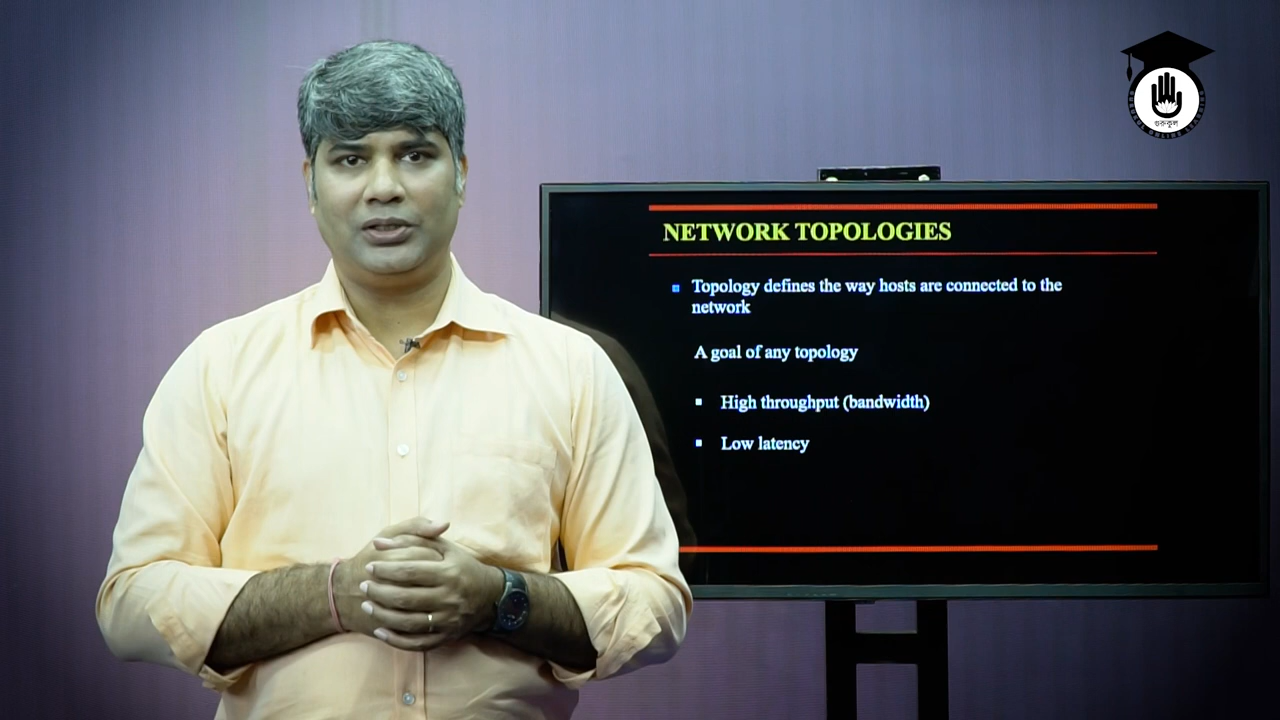 গুরুকুল
NETWORK TOPOLOGIES
Topology defines the way hosts are connected to the
network
A goal of any topology
High throughput (bandwidth)
Low latency